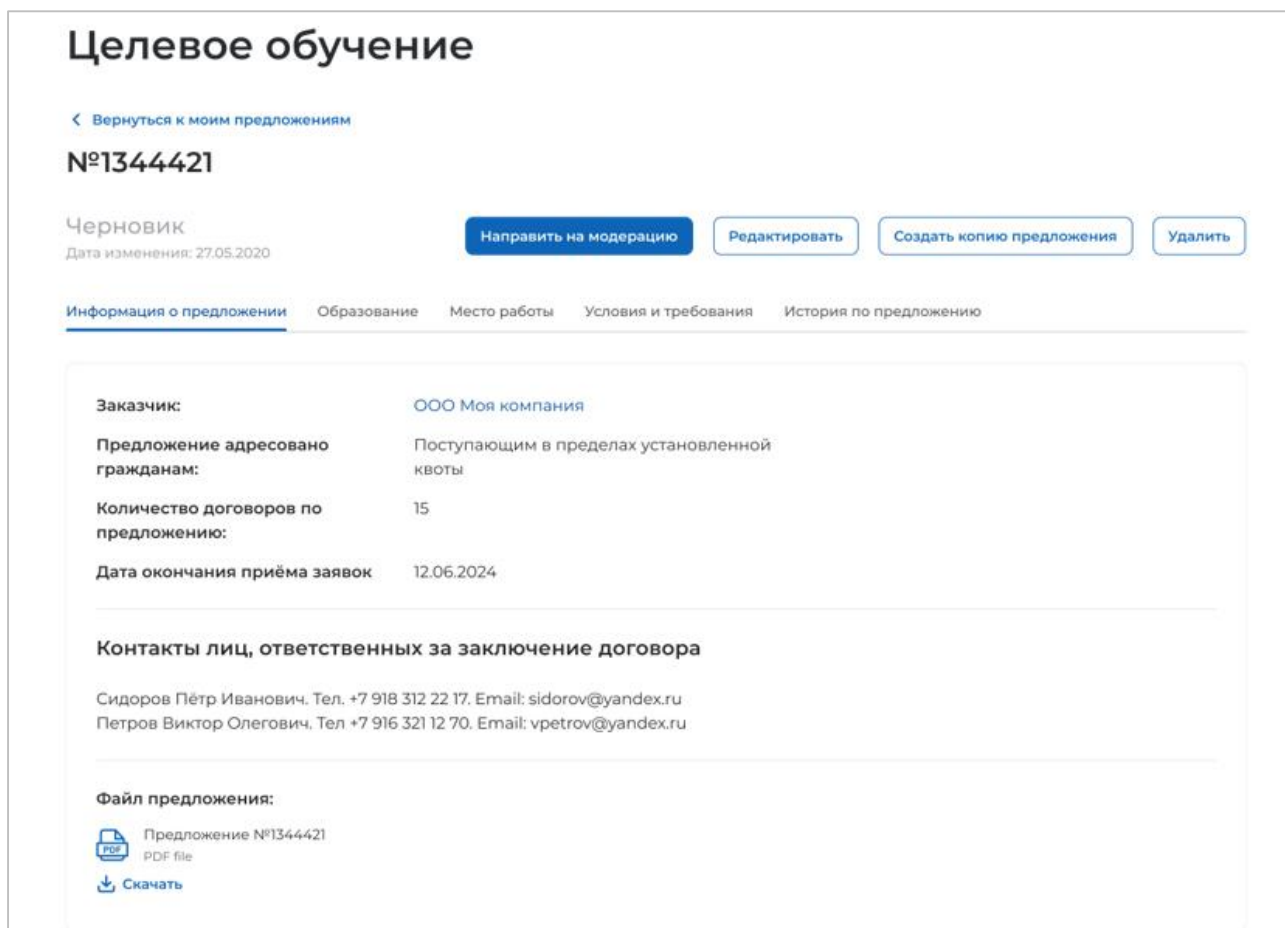 Целевое обучение
Вернуться к моим предложениям
№1344421
Черновик
Дата изменения: 27.05.2020
Направить на модерацию
Редактировать
Создать копию предложения
Удалить
Информация о предложении
Образование
Место работы
Условия и требования
История по предложению
Заказчик:
ООО Моя компания
Предложение адресовано
гражданам:
Поступающим в пределах установленной
квоты
Количество договоров по
предложению:
15
Дата окончания приёма заявок
12.06.2024
Контакты лиц, ответственных за заключение договора
Сидоров Пётр Иванович. Тел. +7 918 312 22 17. Email: sidorov@yandex.ru
Петров Виктор Олегович. Тел +7 916 321 12 70. Email: vpetrov@yandex.ru
Файл предложения:
PDF
Предложение №1344421
PDF file
Скачать